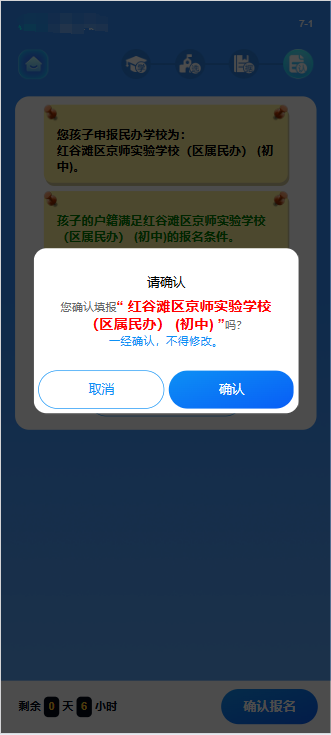 7-1
您孩子申报民办学校为：
红谷滩区京师实验学校（区属民办）(初
中)。
孩子的户籍满足红谷滩区京师实验学校
（区属民办）(初中)的报名条件。
请确认
您确认填报“ 红谷滩区京师实验学校
（区属民办）(初中) ”吗?
一经确认，不得修改。
取消
确认
剩余 0 天 6 小时
确认报名